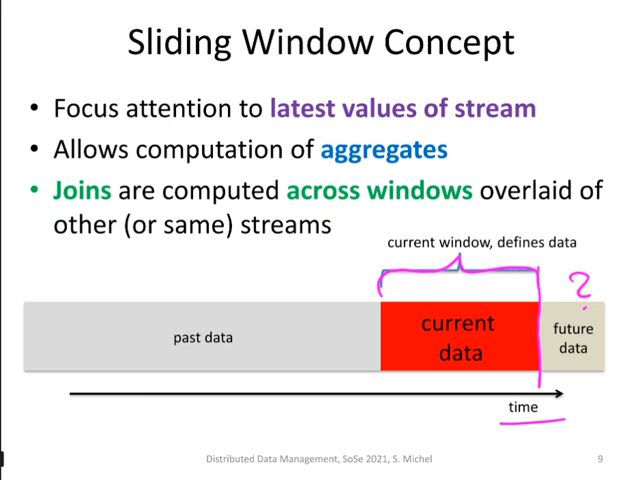 Sliding Window Concept
• Focus attention to latest values of stream
• Allows computation of aggregates
• Joins are computed across windows overlaid of
other (or same) streams
current window, defines data
?
past data
current
data
future
data
time
Distributed Data Management, SoSe 2021, S. Michel
9